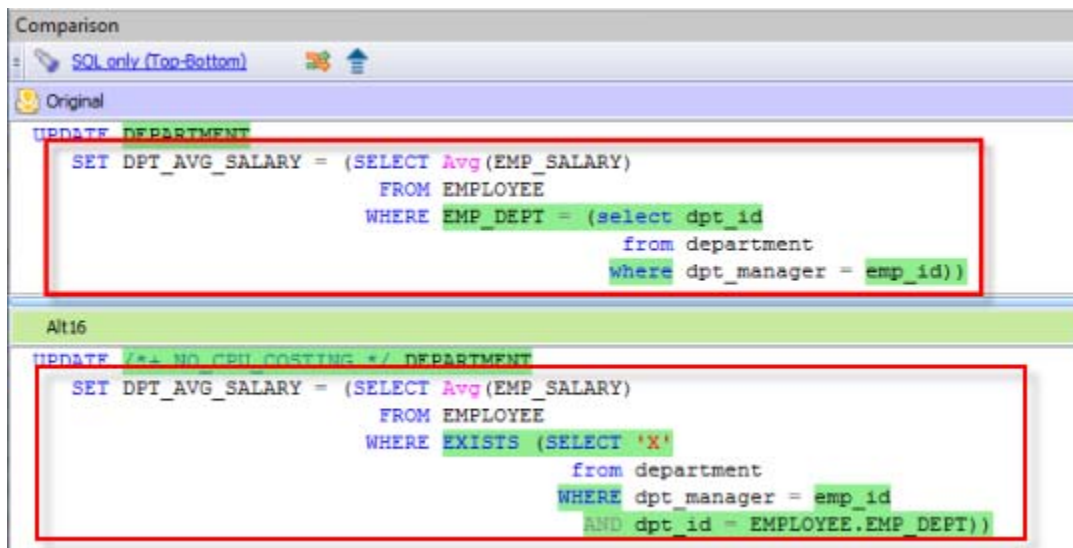 Comparison
SQL only (Top-Bottom)
Original
UPDATE DEPARTMENT
SET DPT_AVG_SALARY = (SELECT Avg(EMP_SALARY)
FROM EMPLOYEE
WHERE EMP_DEPT = (select dpt_id
from department
where dpt_manager = emp_id))
Alt16
UPDATE /*+ NO_CPU_COSTING */ DEPARTMENT
SET DPT_AVG_SALARY = (SELECT Avg(EMP_SALARY)
FROM EMPLOYEE
WHERE EXISTS (SELECT 'X'
from department
WHERE dpt_manager = emp_id
AND dpt_id = EMPLOYEE.EMP_DEPT))